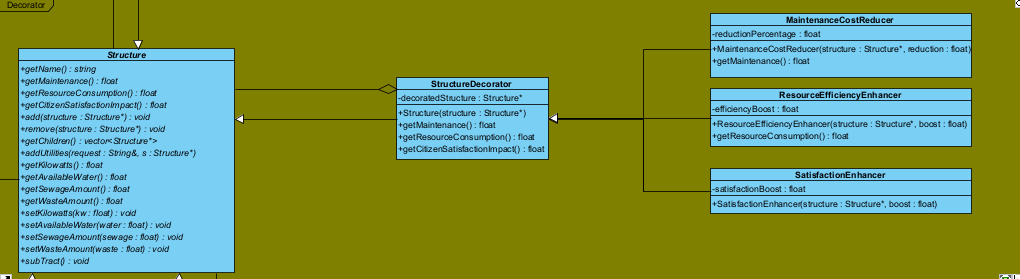 Decorator
Structure
+getName() : string
+getMaintenance() : float
+getResourceConsumption() : float
+getCitizenSatisfactionImpact() : float
+add(structure : Structure*) : void
+remove(structure : Structure*) : void
+getChildren() : vector<Structure*>
+addUtilities(request : String&, s : Structure*)
+getKilowatts() : float
+getAvailableWater() : float
+getSewageAmount() : float
+getWasteAmount() : float
+setKilowatts(kw : float) : void
+setAvailableWater(water : float) : void
+setSewageAmount(sewage : float) : void
+setWasteAmount(waste : float) : void
+subTract() : void
StructureDecorator
-decoratedStructure : Structure*
+Structure(structure : Structure*)
+getMaintenance() : float
+getResourceConsumption() : float
+getCitizenSatisfactionImpact() : float
MaintenanceCostReducer
-reductionPercentage : float
+MaintenanceCostReducer(structure : Structure*, reduction : float)
+getMaintenance() : float
ResourceEfficiencyEnhancer
-efficiencyBoost : float
+ResourceEfficiencyEnhancer(structure : Structure*, boost : float)
+getResourceConsumption() : float
SatisfactionEnhancer
-satisfactionBoost : float
+SatisfactionEnhancer(structure : Structure*, boost : float)